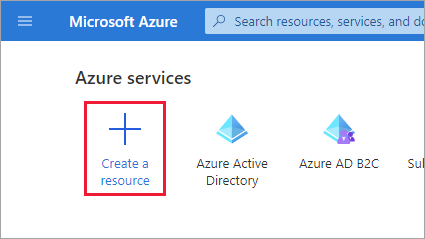 Microsoft Azure
Search resources, services, and do
Azure services
Create a
resource
Azure Active
Directory
Azure AD B2C
Su